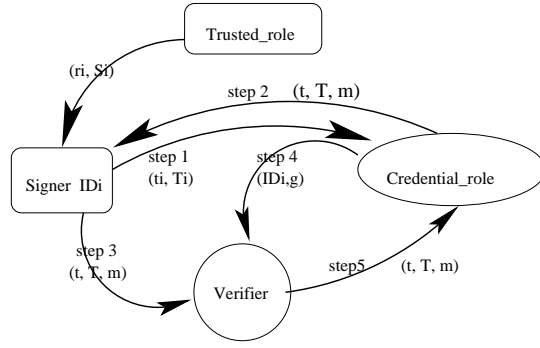 Trusted_role
(ri, Si)
step 2 (t, T, m)
step 1
(ti, Ti)
step 4
(IDi,g)
Signer IDi
Credential_role
step 3
(t, T, m)
Verifier
step5 (t, T, m)